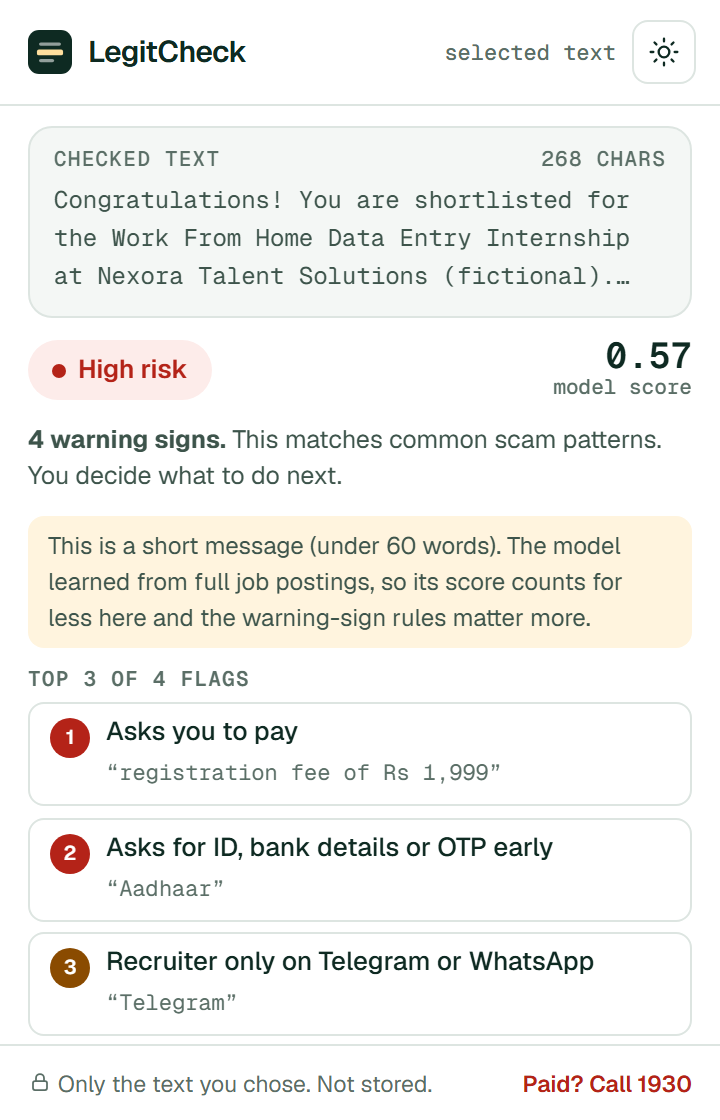 LegitCheck
selected text
CHECKED TEXT
268 CHARS
Congratulations! You are shortlisted for
the Work From Home Data Entry Internship
at Nexora Talent Solutions (fictional).…
High risk
0.57
model score
4 warning signs. This matches common scam patterns.
You decide what to do next.
This is a short message (under 60 words). The model
learned from full job postings, so its score counts for
less here and the warning-sign rules matter more.
TOP 3 OF 4 FLAGS
1 Asks you to pay
“registration fee of Rs 1,999”
2 Asks for ID, bank details or OTP early
“Aadhaar”
3 Recruiter only on Telegram or WhatsApp
“Telegram”
Only the text you chose. Not stored.
Paid? Call 1930